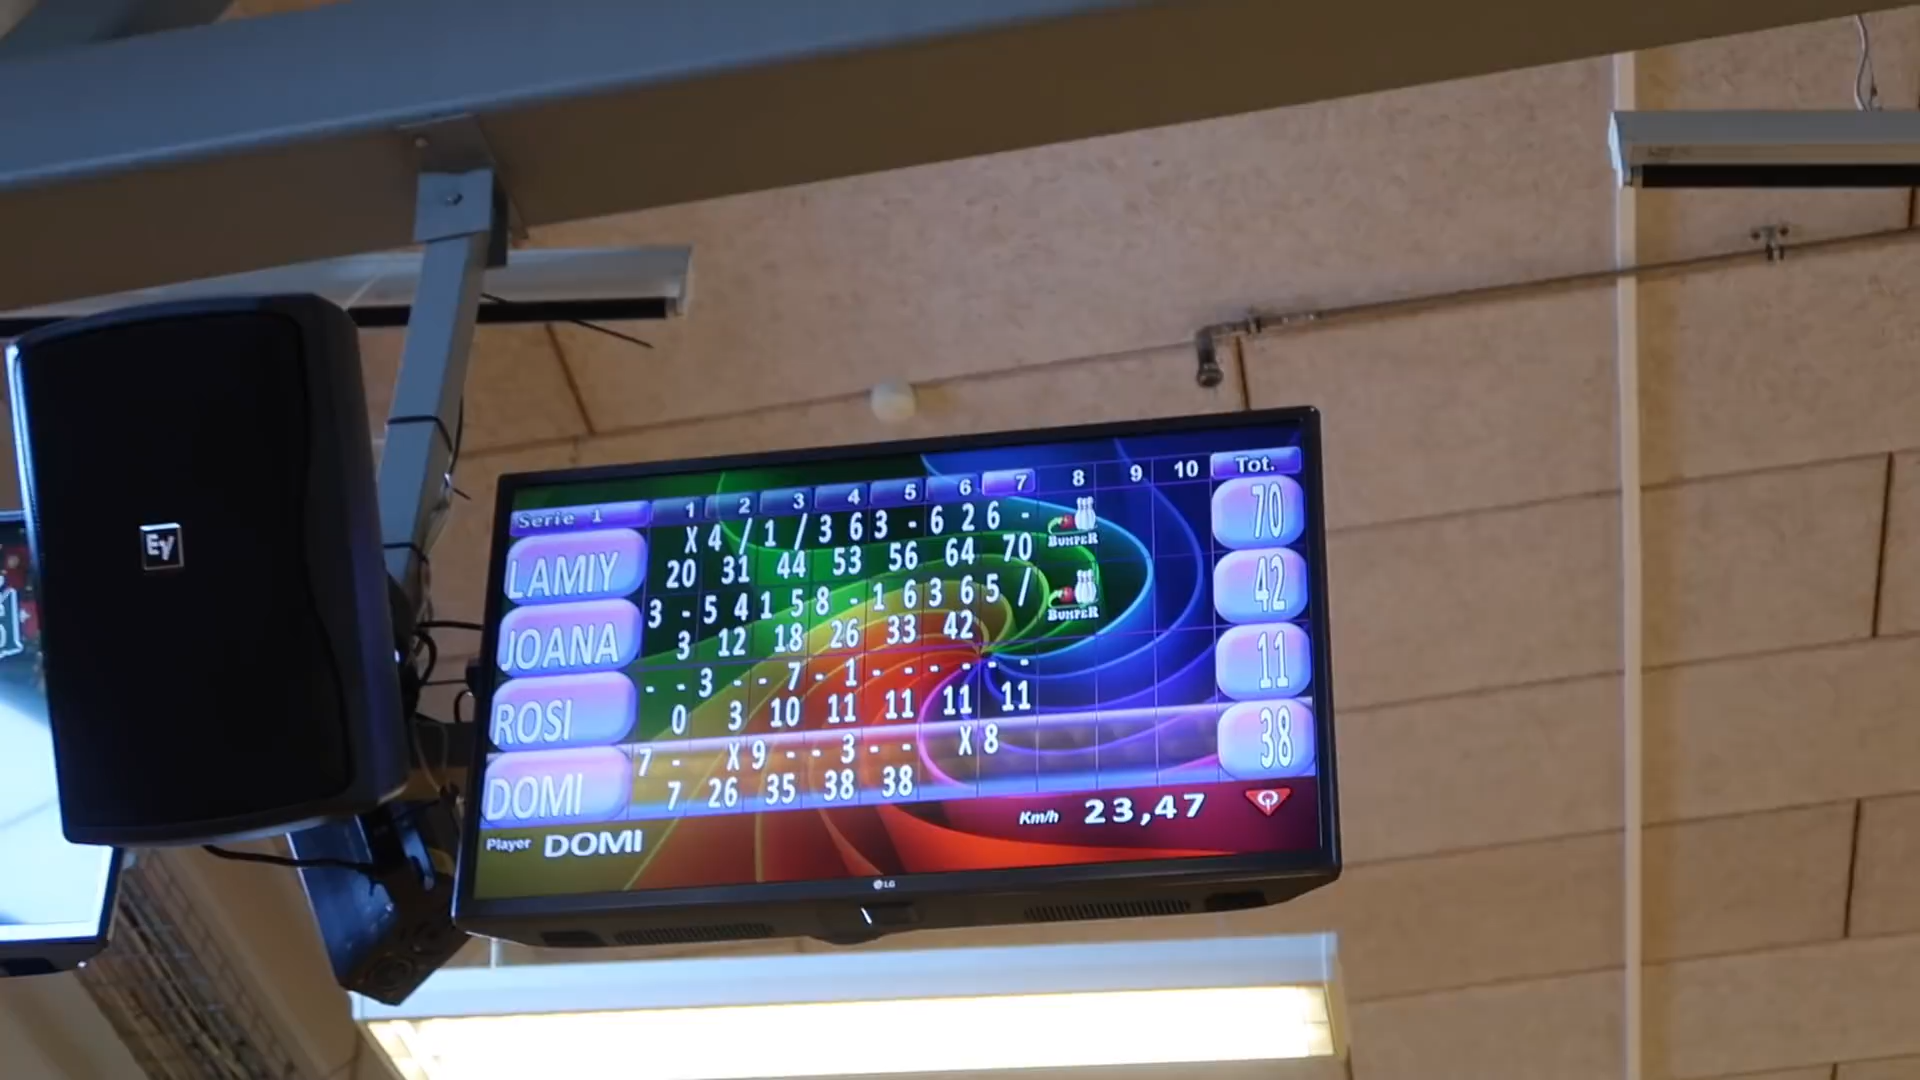 Serie 1 1 2 3 4 5 6 7 8 9 10 Tot.
LAMIY X 4 / 1 / 3 6 3 - 6 2 6 - BUMPER 70
20 31 44 53 56 64 70
JOANA 3 - 5 4 1 5 8 - 1 6 3 6 5 / BUMPER 42
3 12 18 26 33 42
ROSI - - 3 - - 7 - 1 - - - - - - 11
0 3 10 11 11 11 11
DOMI 7 - X 9 - - 3 - - X 8 38
7 26 35 38 38
Player DOMI Km/h 23,47
LG
EV